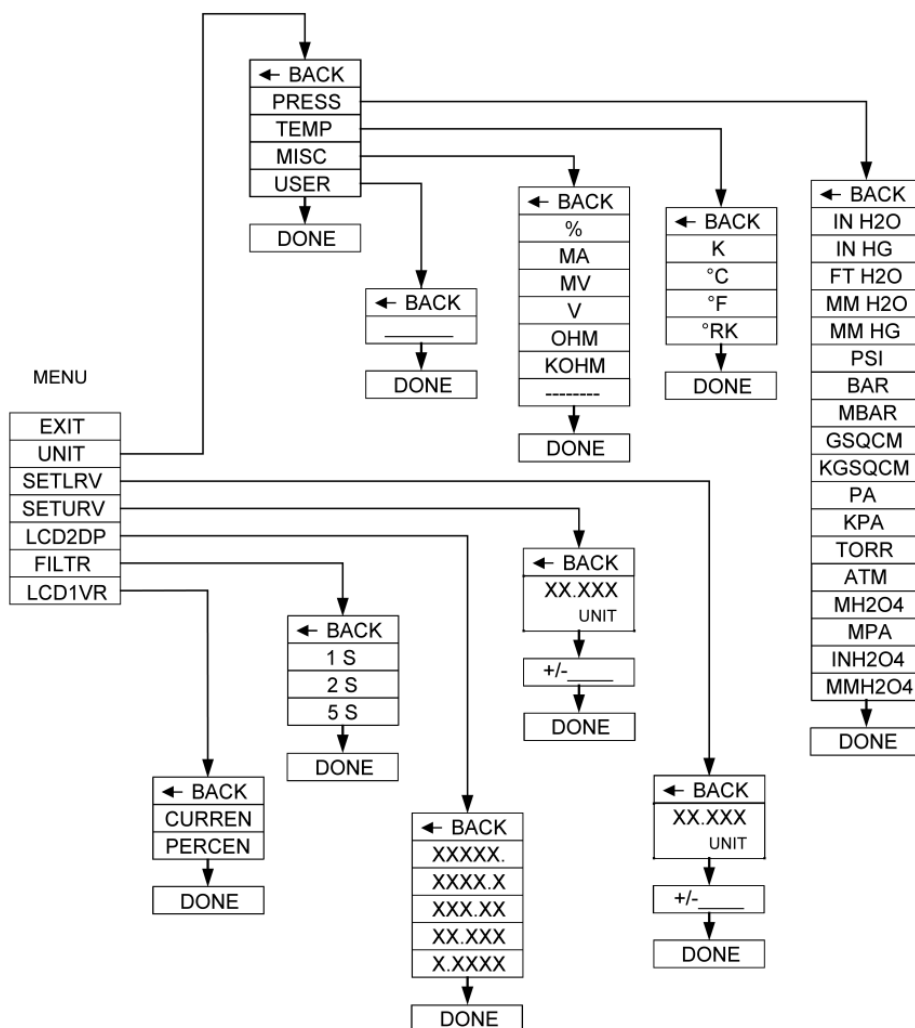 ← BACK
PRESS
TEMP
MISC
USER
DONE
← BACK
______
DONE
← BACK
%
MA
MV
V
OHM
KOHM
--------
DONE
← BACK
K
°C
°F
°RK
DONE
← BACK
IN H2O
IN HG
FT H2O
MM H2O
MM HG
PSI
BAR
MBAR
GSQCM
KGSQCM
PA
KPA
TORR
ATM
MH2O4
MPA
INH2O4
MMH2O4
DONE
MENU
EXIT
UNIT
SETLRV
SETURV
LCD2DP
FILTR
LCD1VR
← BACK
CURREN
PERCEN
DONE
← BACK
1 S
2 S
5 S
DONE
← BACK
XXXXX.
XXXX.X
XXX.XX
XX.XXX
X.XXXX
DONE
← BACK
XX.XXX
UNIT
+/-____
DONE
← BACK
XX.XXX
UNIT
+/-____
DONE